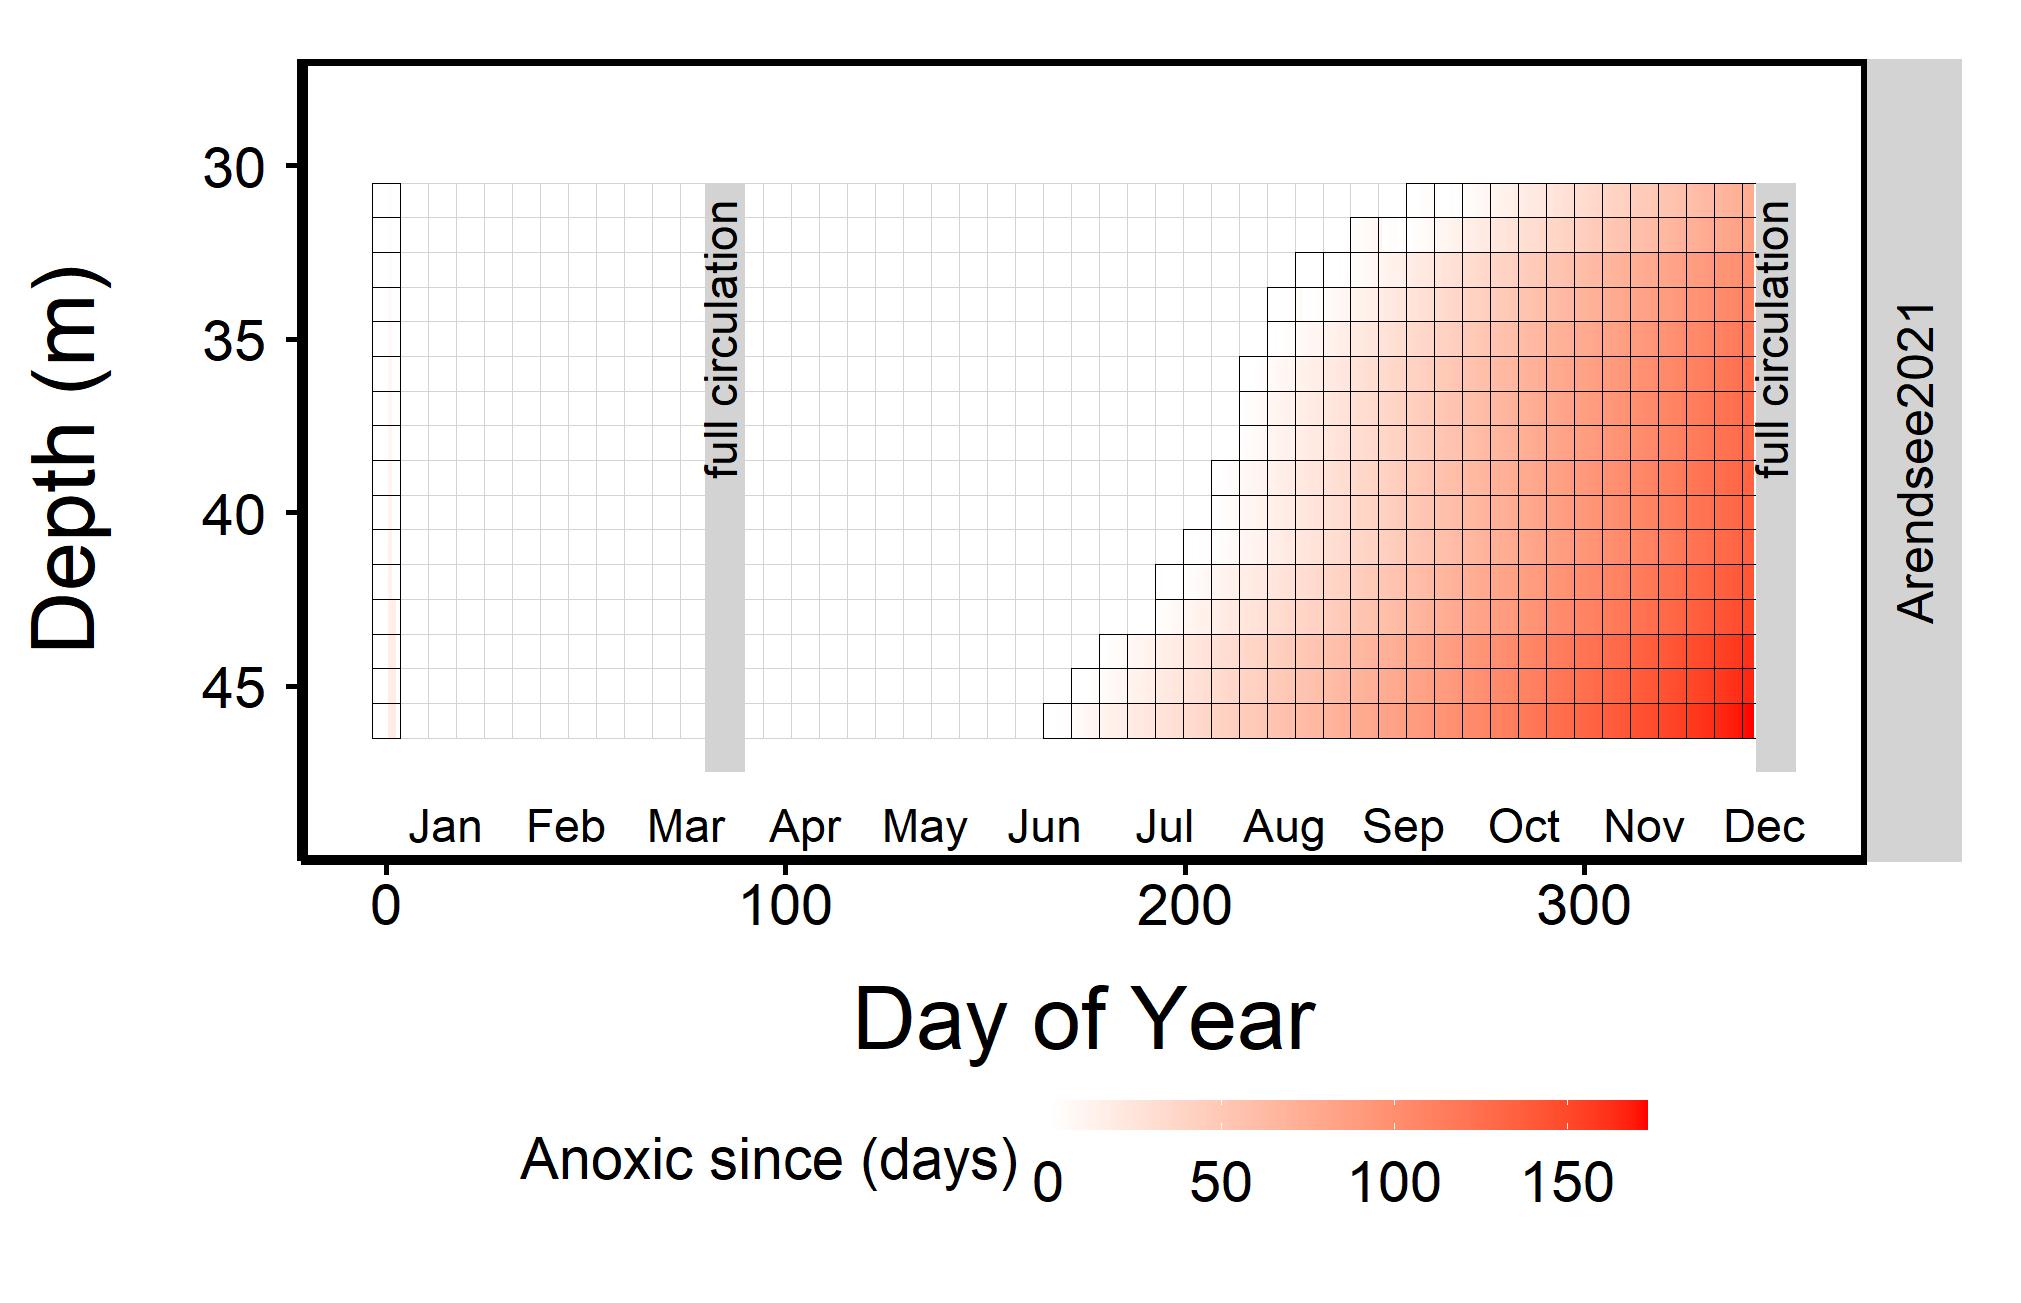 Depth (m)
30
35
40
45
full circulation
full circulation
Arendsee2021
Jan Feb Mar Apr May Jun Jul Aug Sep Oct Nov Dec
0 100 200 300
Day of Year
Anoxic since (days)
0 50 100 150